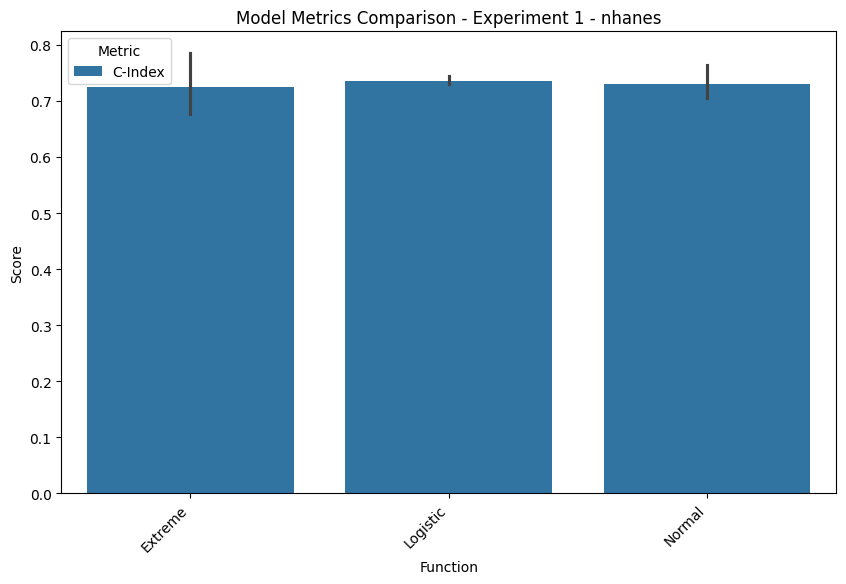 Model Metrics Comparison - Experiment 1 - nhanes
Metric
C-Index
Score
0.8
0.7
0.6
0.5
0.4
0.3
0.2
0.1
0.0
Extreme
Logistic
Normal
Function